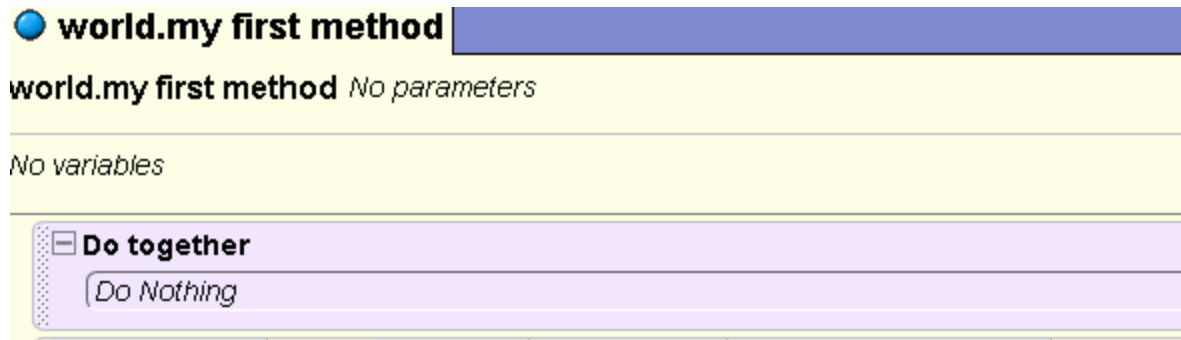 world.my first method
world.my first method No parameters
No variables
Do together
Do Nothing